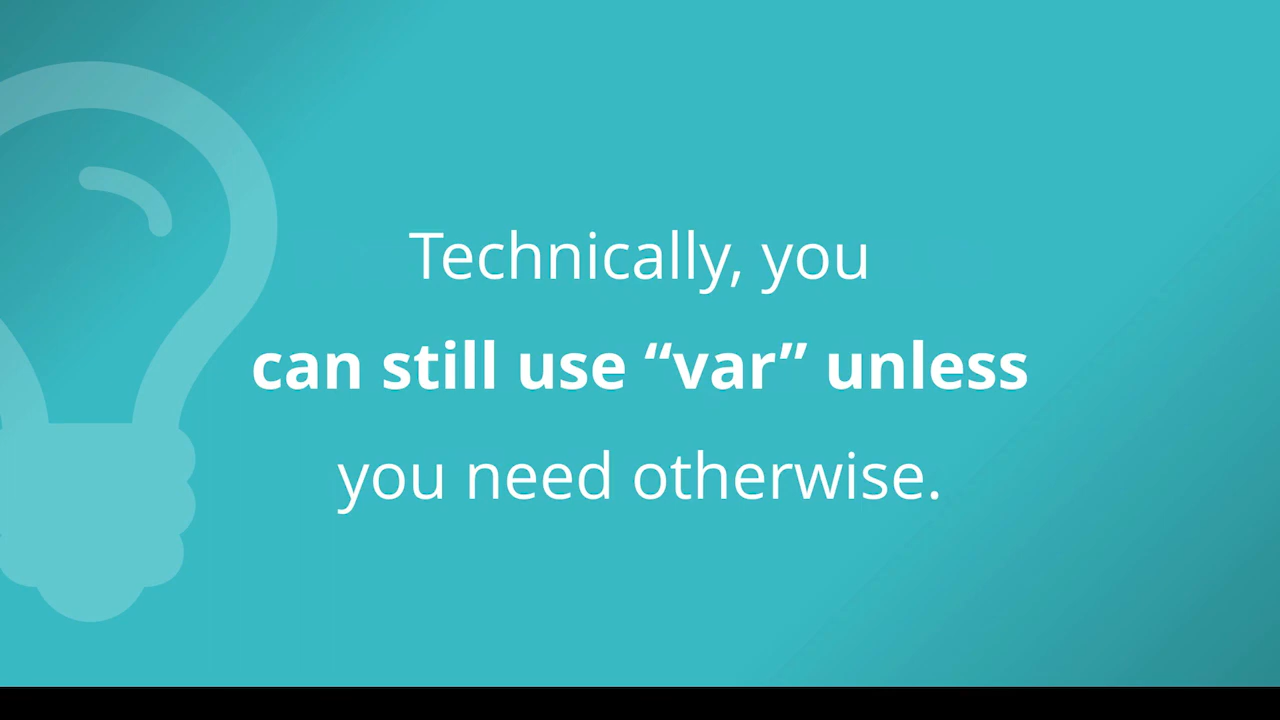 Technically, you
can still use “var” unless
you need otherwise.